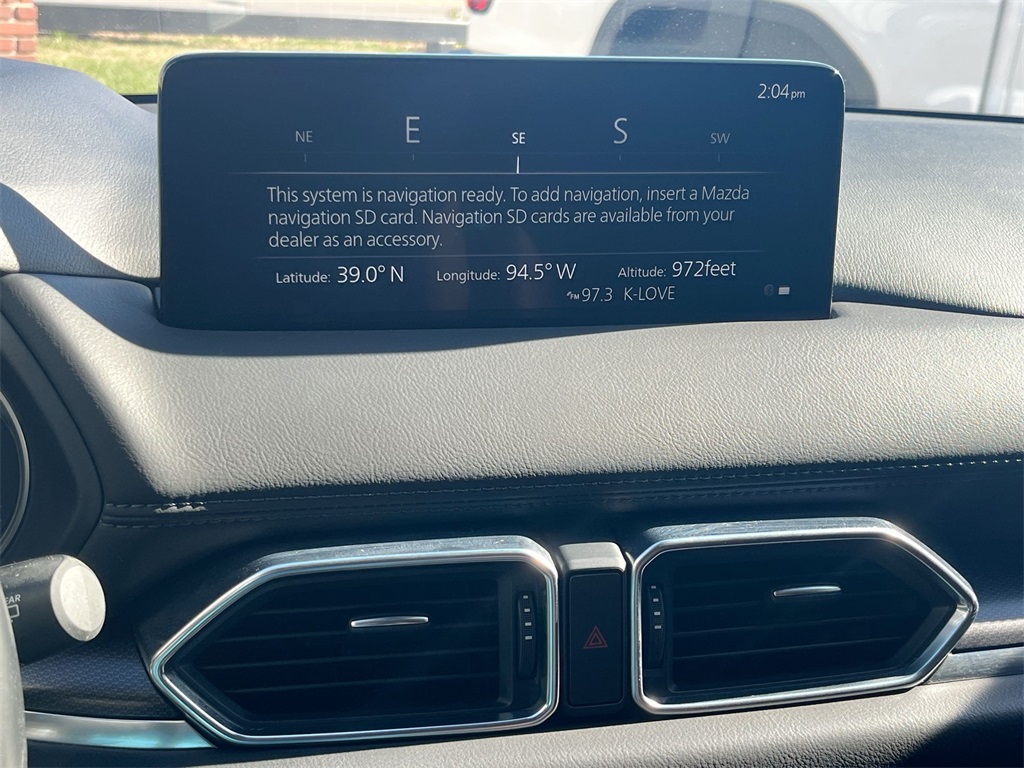 2:04pm
NE E SE S SW
This system is navigation ready. To add navigation, insert a Mazda
navigation SD card. Navigation SD cards are available from your
dealer as an accessory.
Latitude: 39.0° N Longitude: 94.5° W Altitude: 972feet
FM 97.3 K-LOVE